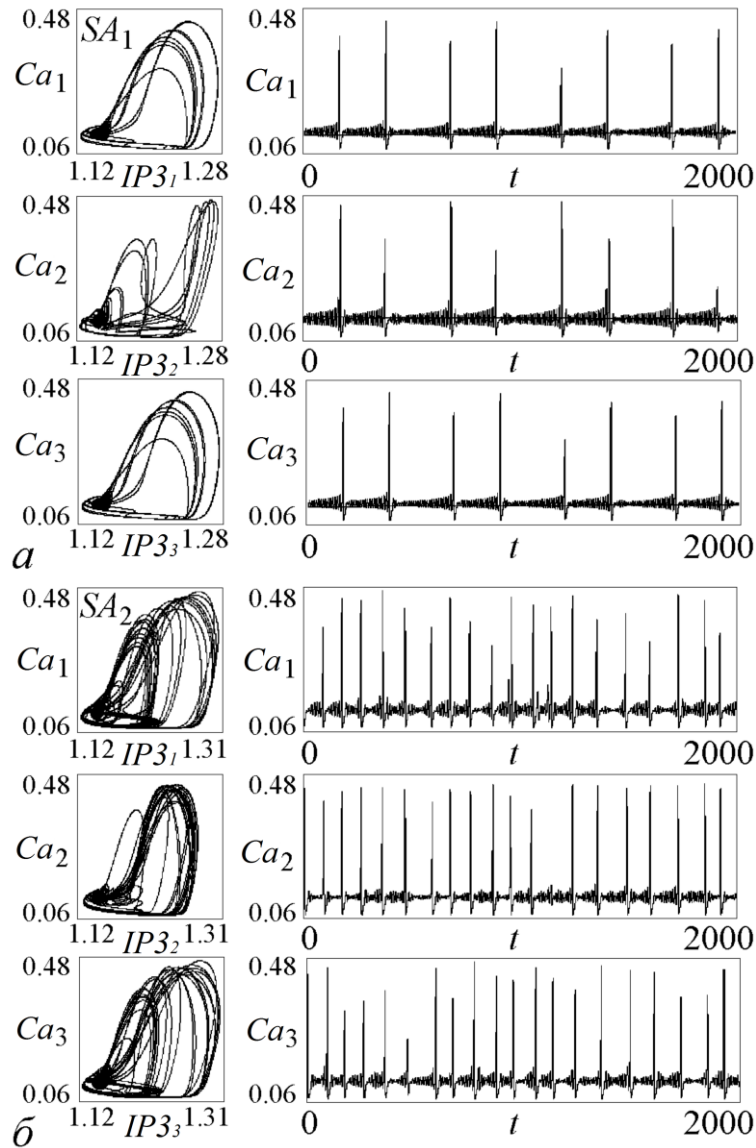 0.48 SA1 0.48
Ca1 Ca1
0.06 0.06
1.12 IP31 1.28 0 t 2000
0.48 0.48
Ca2 Ca2
0.06 0.06
1.12 IP32 1.28 0 t 2000
0.48 0.48
Ca3 Ca3
0.06 0.06
а 1.12 IP33 1.28 0 t 2000
0.48 SA2 0.48
Ca1 Ca1
0.06 0.06
1.12 IP31 1.31 0 t 2000
0.48 0.48
Ca2 Ca2
0.06 0.06
1.12 IP32 1.31 0 t 2000
0.48 0.48
Ca3 Ca3
0.06 0.06
б 1.12 IP33 1.31 0 t 2000